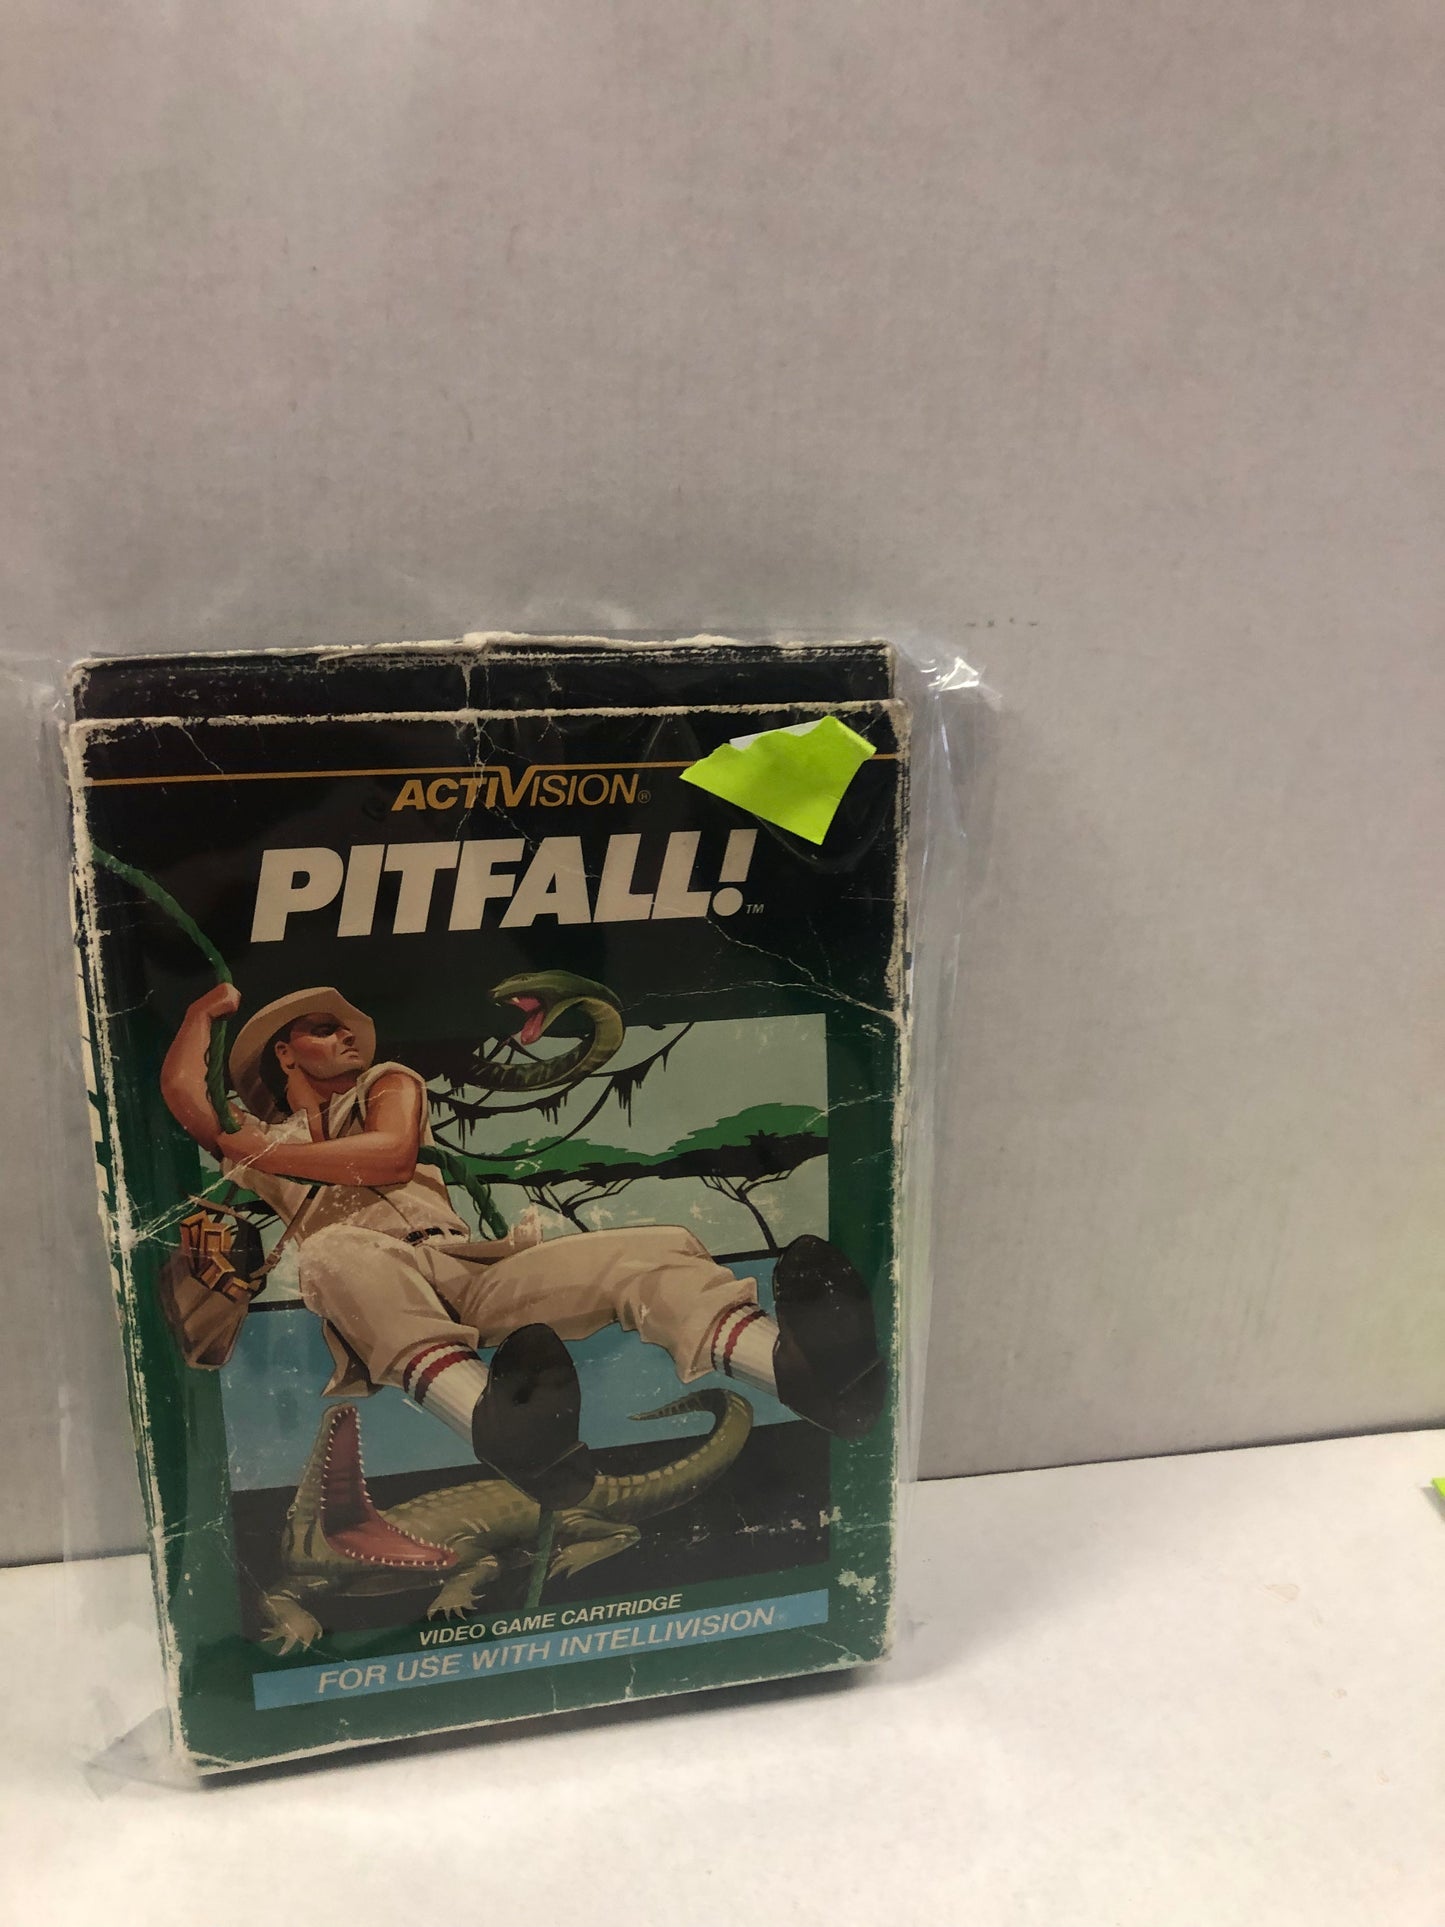 ACTIVISION®
PITFALL!™
VIDEO GAME CARTRIDGE
FOR USE WITH INTELLIVISION®